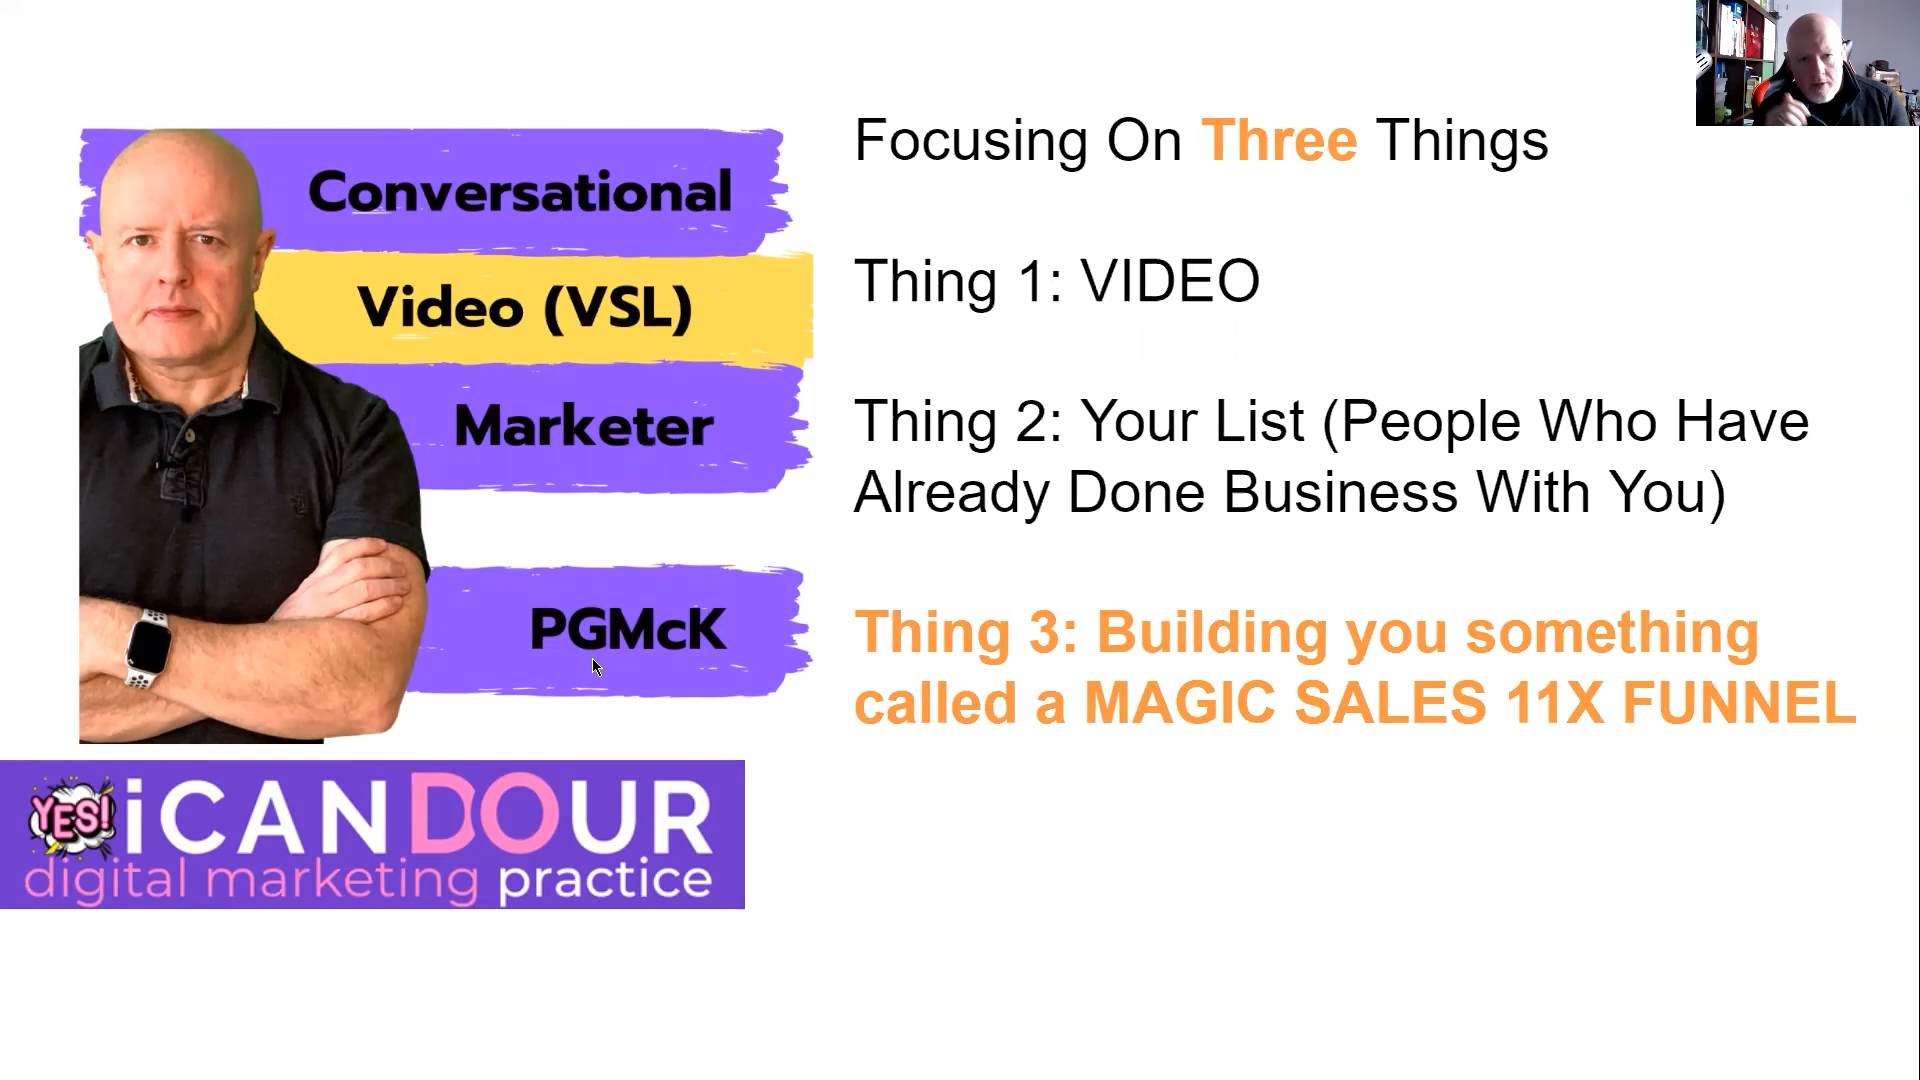 Conversational
Video (VSL)
Marketer
PGMcK
YES!
iCANDOUR
digital marketing practice
Focusing On Three Things
Thing 1: VIDEO
Thing 2: Your List (People Who Have
Already Done Business With You)
Thing 3: Building you something
called a MAGIC SALES 11X FUNNEL